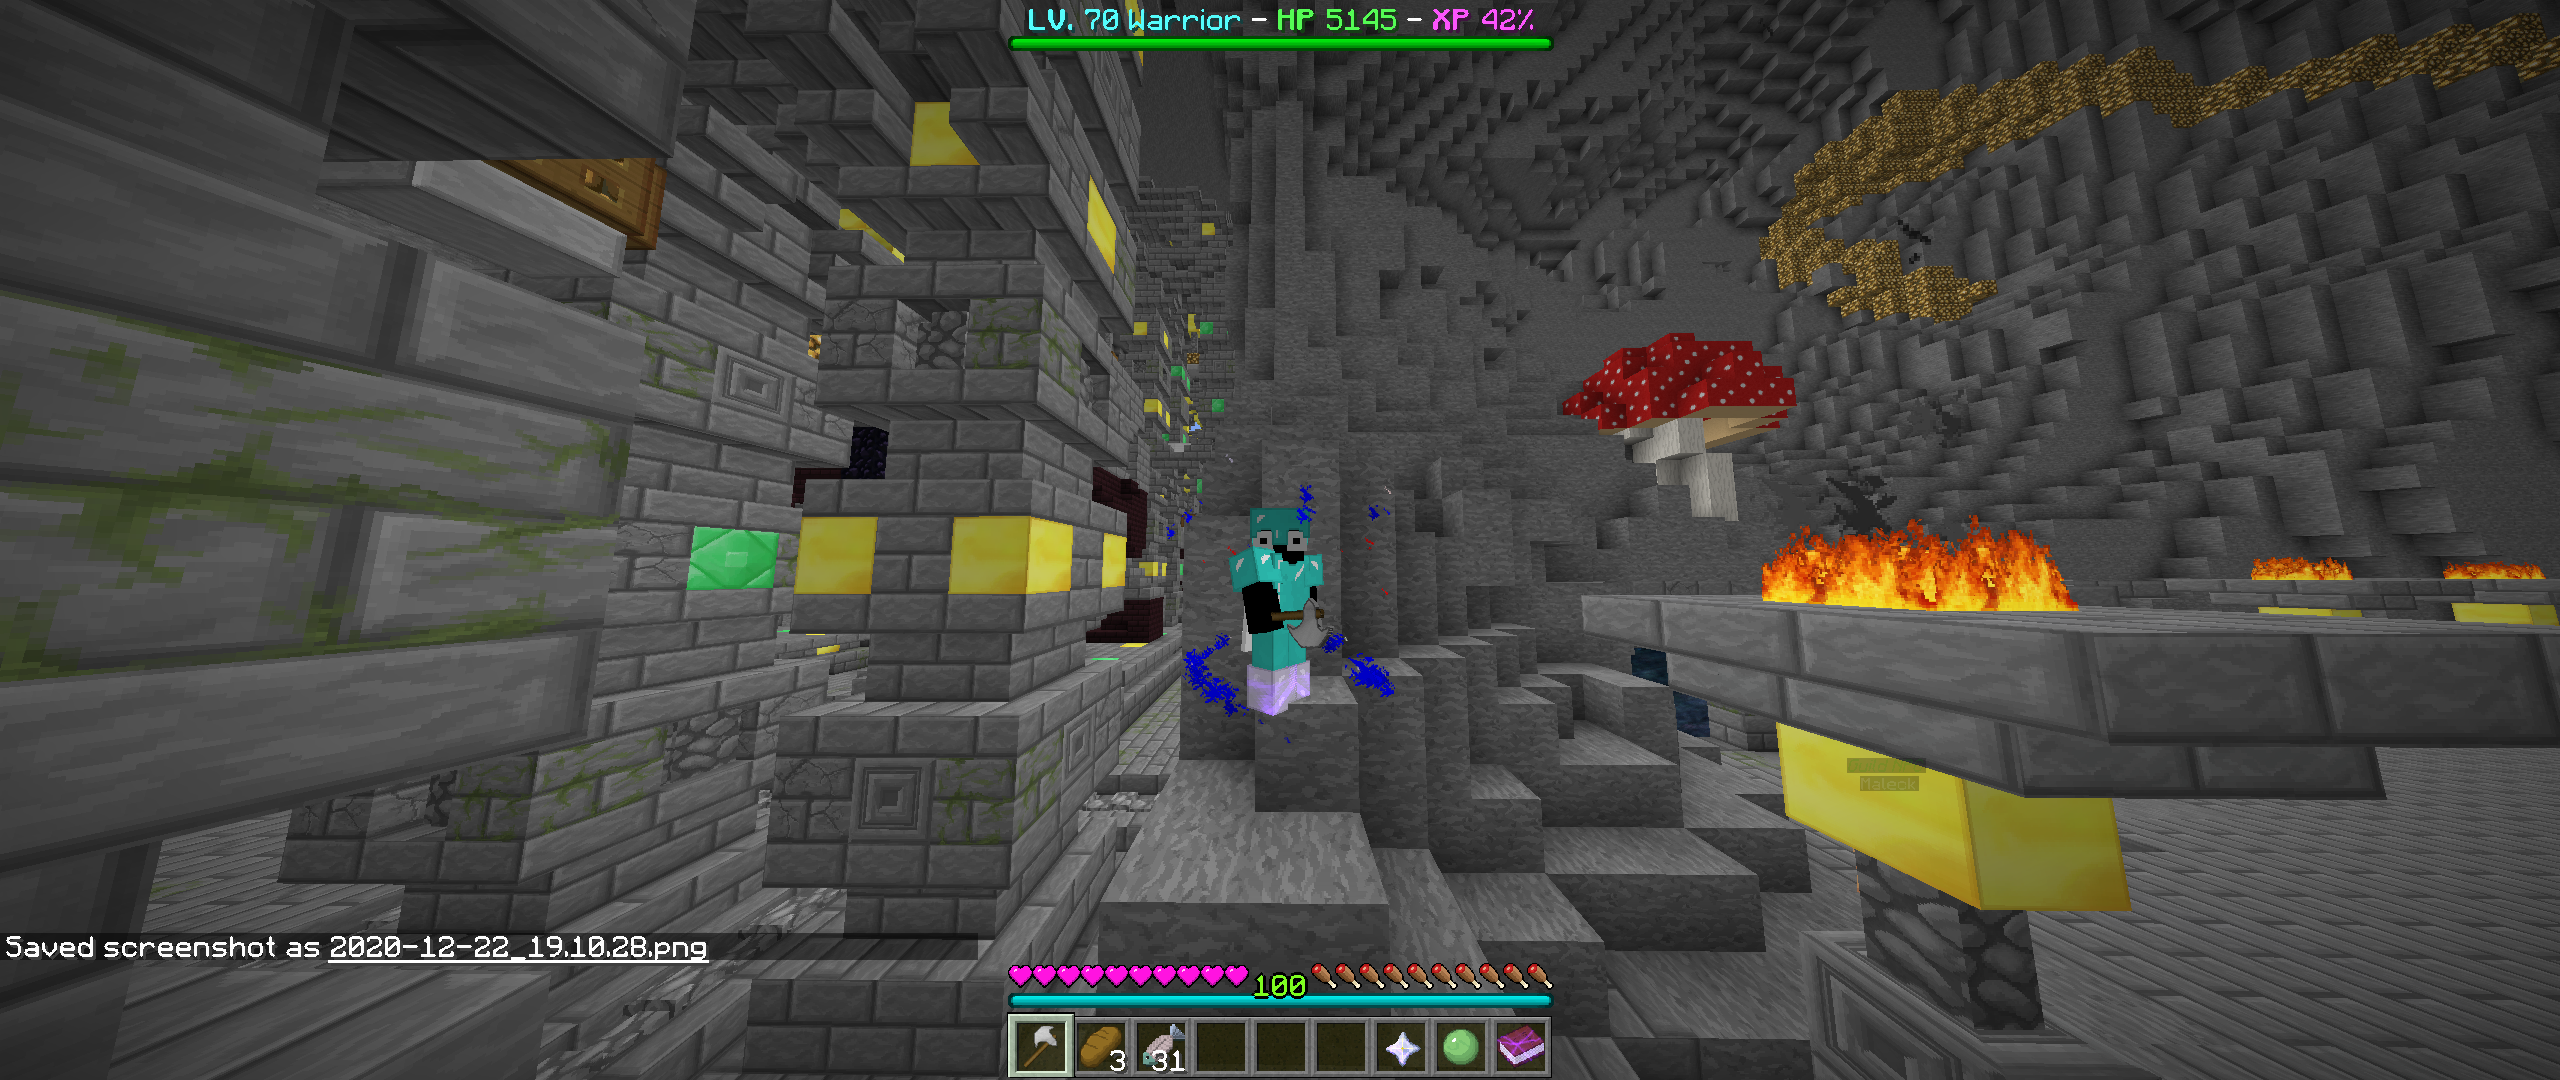 LV. 70 Warrior - HP 5145 - XP 42%
Malook
Saved screenshot as 2020-12-22_19.10.28.png
100
3
31